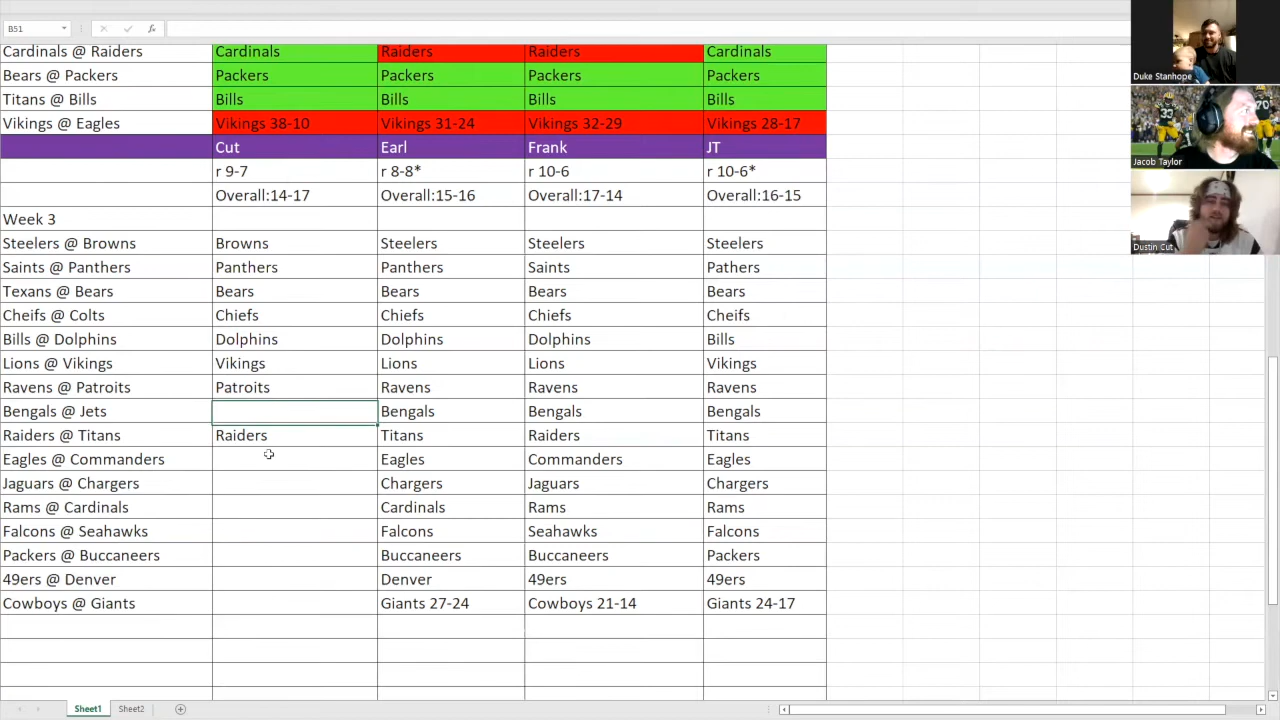 B51
fx
Cardinals @ Raiders Cardinals Raiders Raiders Cardinals
Bears @ Packers Packers Packers Packers Packers
Titans @ Bills Bills Bills Bills Bills
Vikings @ Eagles Vikings 38-10 Vikings 31-24 Vikings 32-29 Vikings 28-17
Cut Earl Frank JT
r 9-7 r 8-8* r 10-6 r 10-6*
Overall:14-17 Overall:15-16 Overall:17-14 Overall:16-15
Week 3
Steelers @ Browns Browns Steelers Steelers Steelers
Saints @ Panthers Panthers Panthers Saints Pathers
Texans @ Bears Bears Bears Bears Bears
Cheifs @ Colts Chiefs Chiefs Chiefs Cheifs
Bills @ Dolphins Dolphins Dolphins Dolphins Bills
Lions @ Vikings Vikings Lions Lions Vikings
Ravens @ Patroits Patroits Ravens Ravens Ravens
Bengals @ Jets Bengals Bengals Bengals
Raiders @ Titans Raiders Titans Raiders Titans
Eagles @ Commanders Eagles Commanders Eagles
Jaguars @ Chargers Chargers Jaguars Chargers
Rams @ Cardinals Cardinals Rams Rams
Falcons @ Seahawks Falcons Seahawks Falcons
Packers @ Buccaneers Buccaneers Buccaneers Packers
49ers @ Denver Denver 49ers 49ers
Cowboys @ Giants Giants 27-24 Cowboys 21-14 Giants 24-17
Sheet1 Sheet2
Duke Stanhope
33
70
Jacob Taylor
Dustin Cut